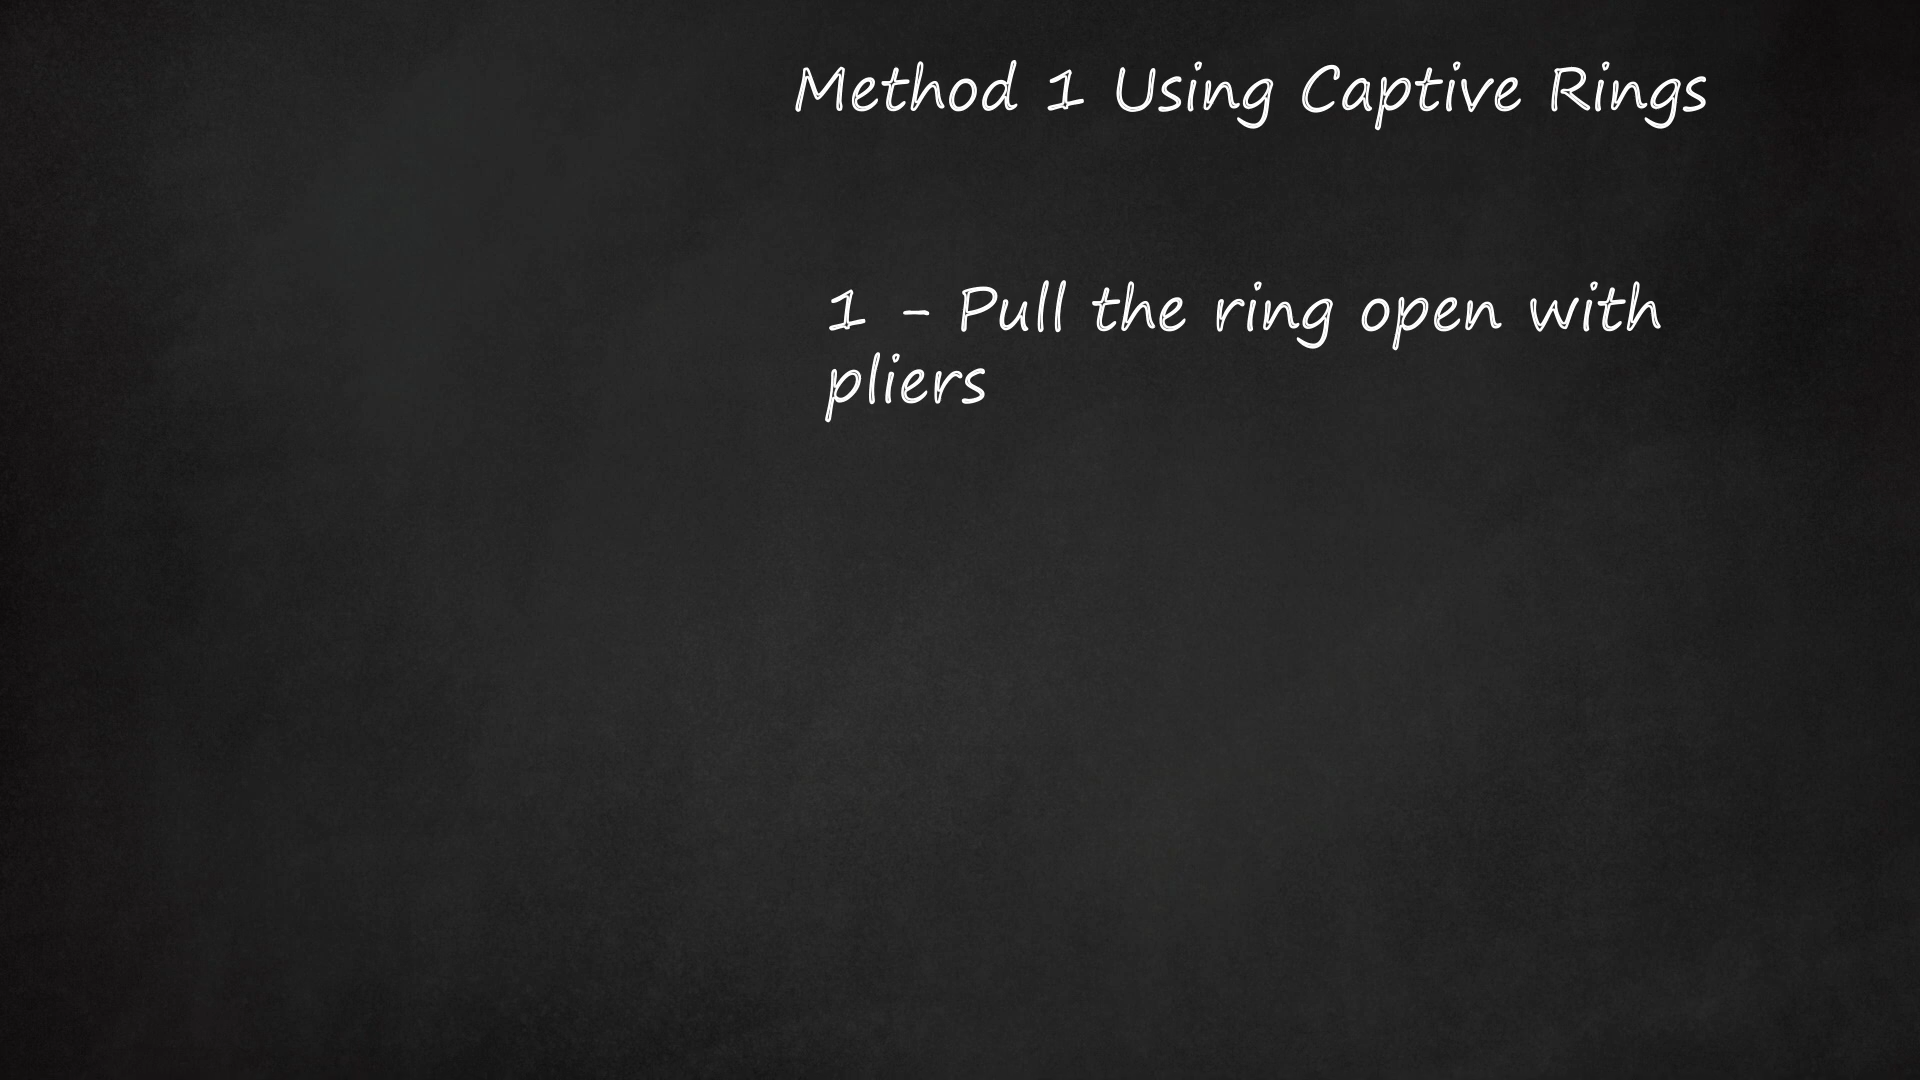 Method 1 Using Captive Rings
1 - Pull the ring open with
pliers